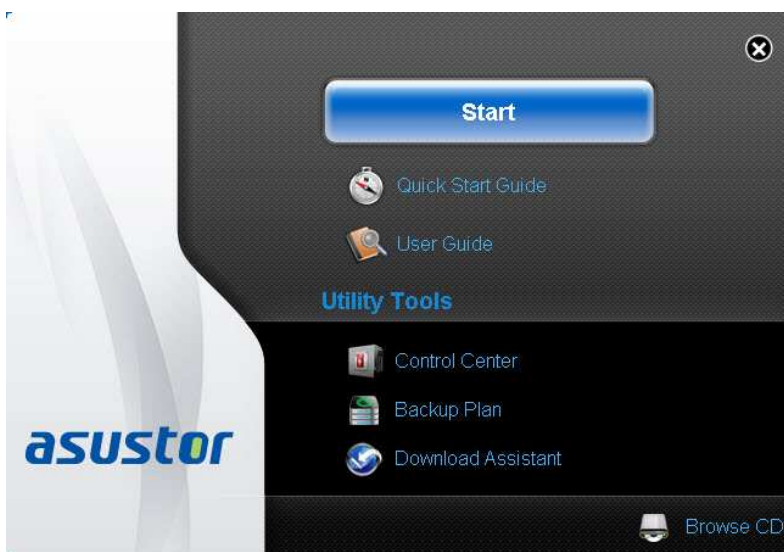 Start
Quick Start Guide
User Guide
Utility Tools
Control Center
Backup Plan
Download Assistant
asustor
Browse CD